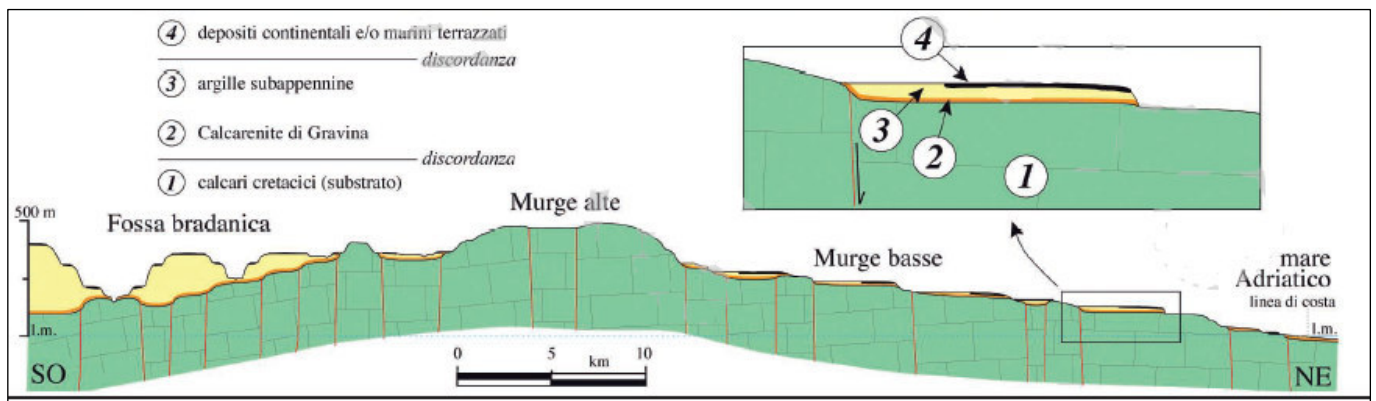 4 depositi continentali e/o marini terrazzati
discordanza
3 argille subappennine
2 Calcarenite di Gravina
discordanza
1 calcari cretacici (substrato)
4
3
2
1
500 m
Fossa bradanica
Murge alte
Murge basse
mare
Adriatico
linea di costa
l.m.
l.m.
SO
0 5 10
km
NE